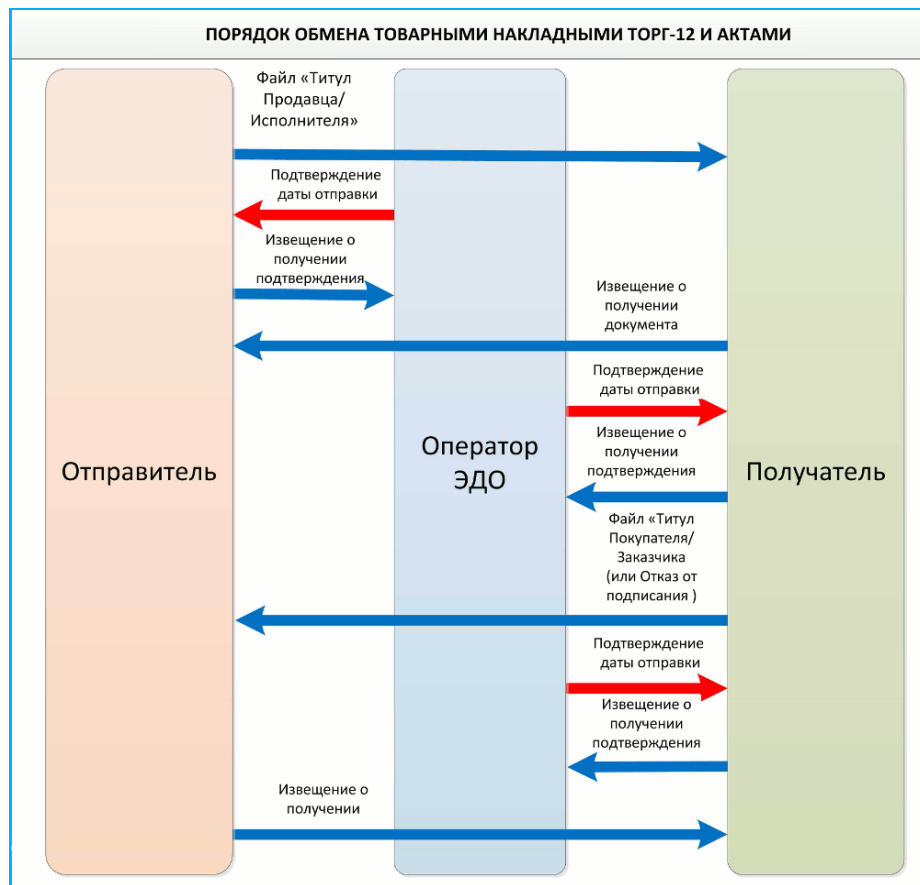 ПОРЯДОК ОБМЕНА ТОВАРНЫМИ НАКЛАДНЫМИ ТОРГ-12 И АКТАМИ
Файл «Титул
Продавца/
Исполнителя»
Подтверждение
даты отправки
Извещение о
получении
подтверждения
Извещение о
получении
документа
Подтверждение
даты отправки
Извещение о
получении
подтверждения
Отправитель
Оператор
ЭДО
Получатель
Файл «Титул
Покупателя/
Заказчика
(или Отказ от
подписания )
Подтверждение
даты отправки
Извещение о
получении
подтверждения
Извещение о
получении